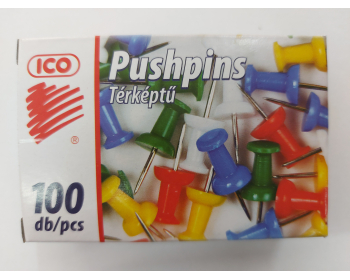 ICO
®
Pushpins
Térképtű
100
db/pcs